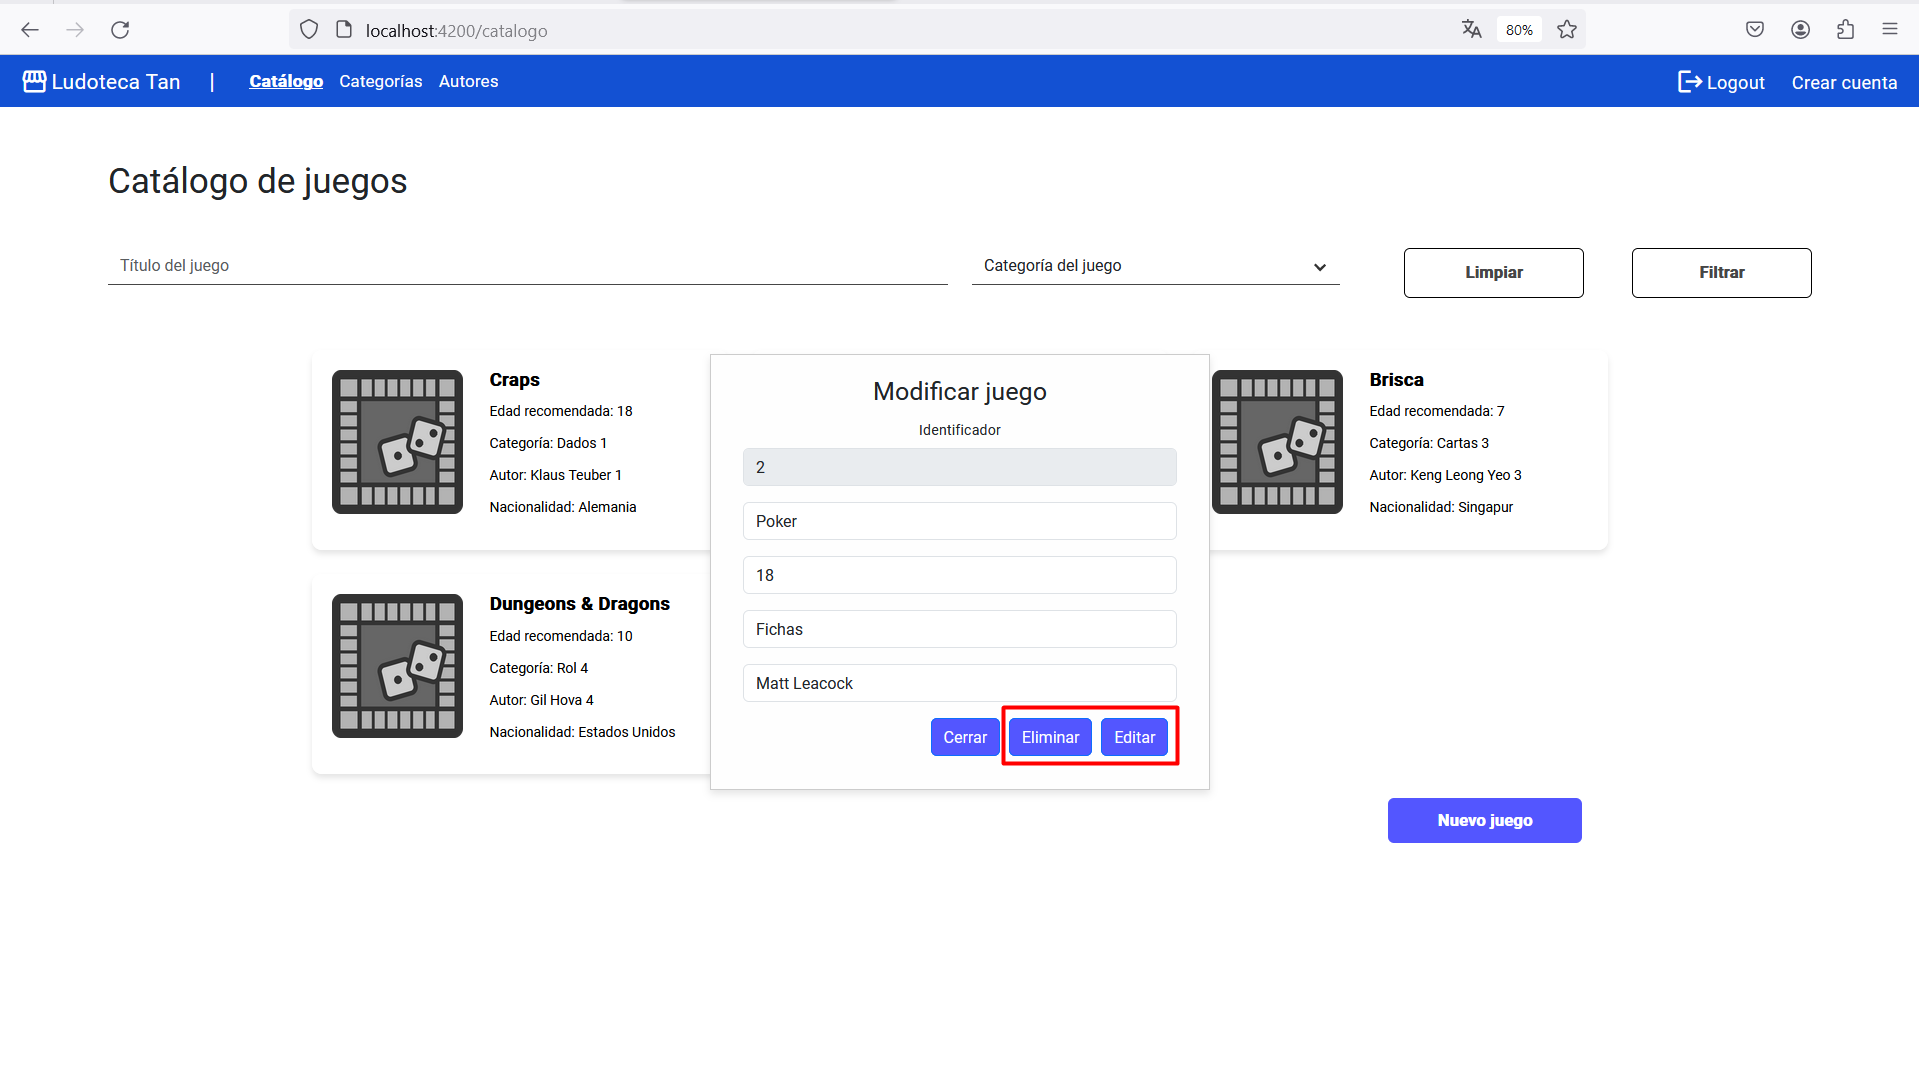 localhost:4200/catalogo
80%
Ludoteca Tan | Catálogo Categorías Autores Logout Crear cuenta
Catálogo de juegos
Título del juego
Categoría del juego
Limpiar
Filtrar
Craps
Edad recomendada: 18
Categoría: Dados 1
Autor: Klaus Teuber 1
Nacionalidad: Alemania
Modificar juego
Identificador
2
Poker
18
Fichas
Matt Leacock
Cerrar Eliminar Editar
Brisca
Edad recomendada: 7
Categoría: Cartas 3
Autor: Keng Leong Yeo 3
Nacionalidad: Singapur
Dungeons & Dragons
Edad recomendada: 10
Categoría: Rol 4
Autor: Gil Hova 4
Nacionalidad: Estados Unidos
Nuevo juego